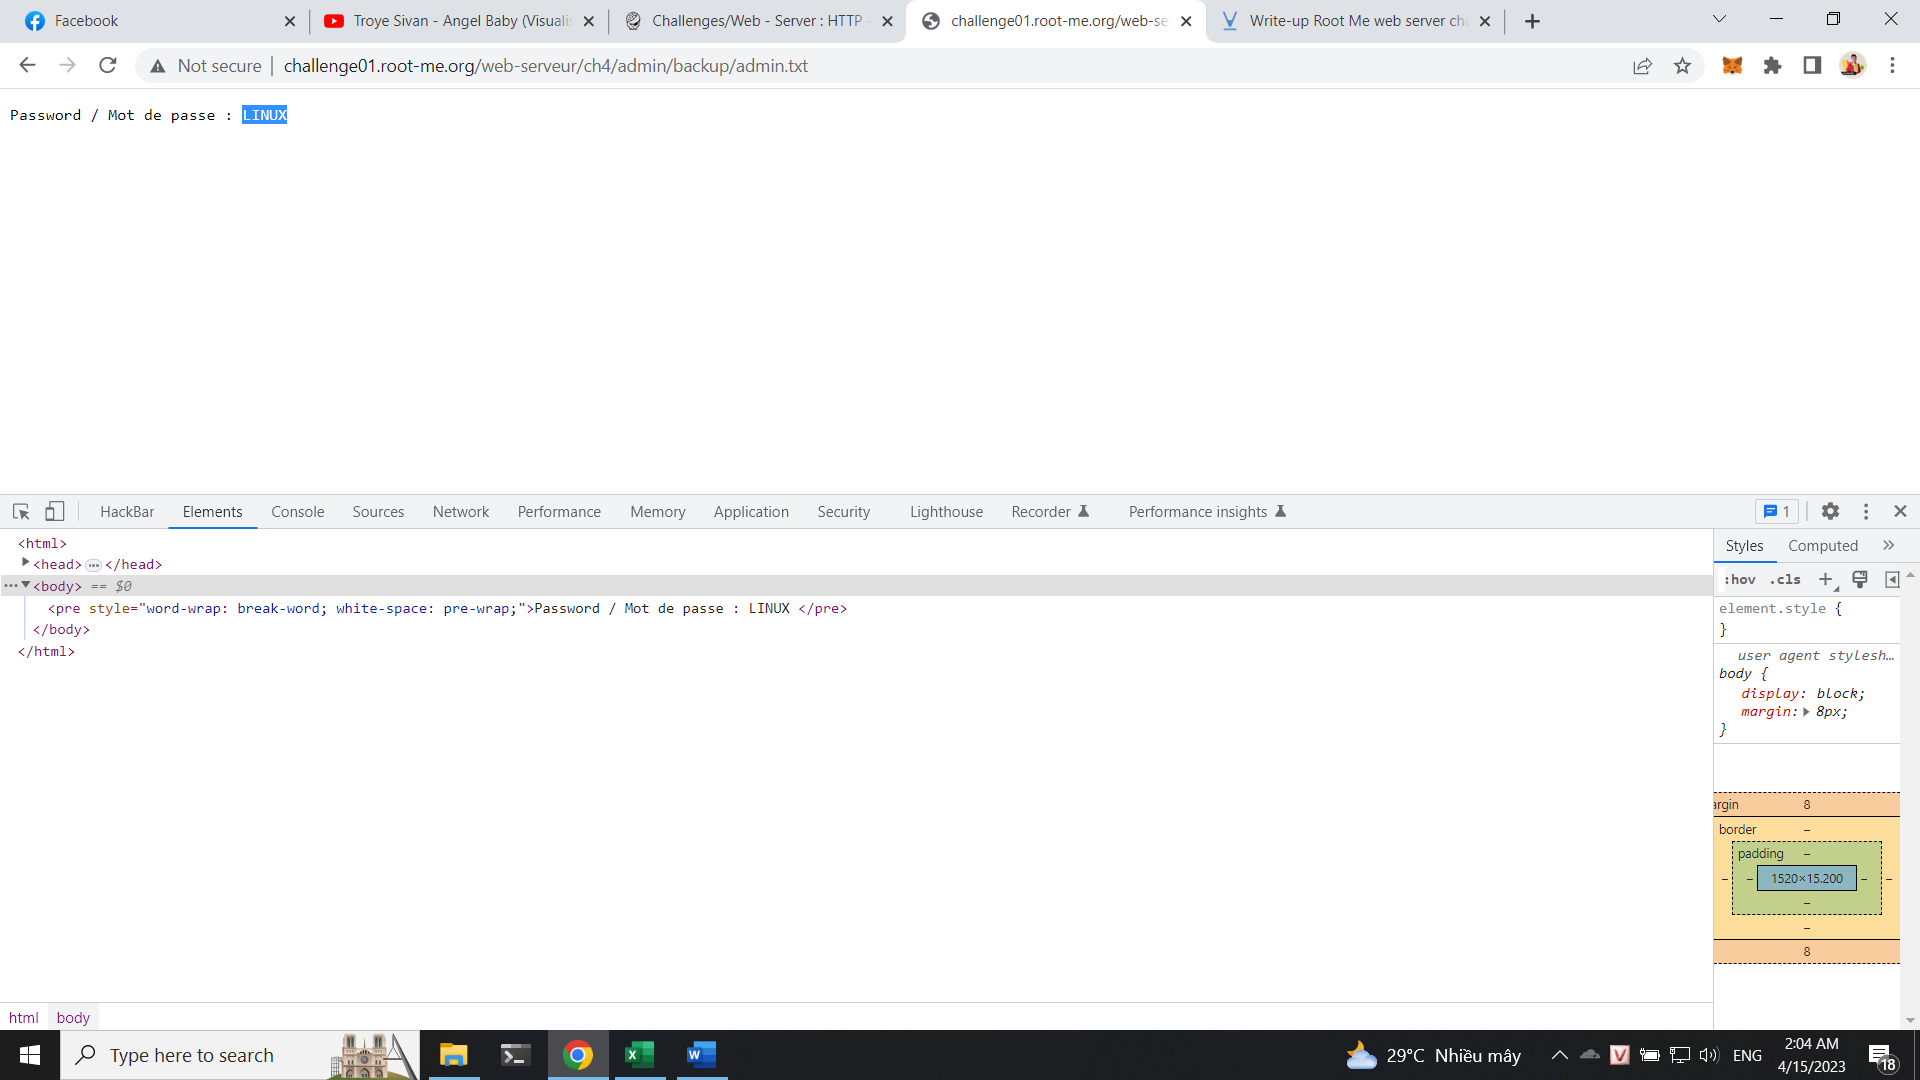 Facebook
Troye Sivan - Angel Baby (Visualis
Challenges/Web - Server : HTTP -
challenge01.root-me.org/web-se
Write-up Root Me web server cha
Not secure
challenge01.root-me.org/web-serveur/ch4/admin/backup/admin.txt
Password / Mot de passe : LINUX
HackBar Elements Console Sources Network Performance Memory Application Security Lighthouse Recorder Performance insights 1
<html>
<head> ••• </head>
••• <body> == $0
<pre style="word-wrap: break-word; white-space: pre-wrap;">Password / Mot de passe : LINUX </pre>
</body>
</html>
Styles Computed »
:hov .cls +
element.style {
}
user agent stylesh…
body {
display: block;
margin: 8px;
}
argin 8
border –
padding –
– – 1520×15.200 – –
–
–
8
html body
Type here to search
29°C Nhiều mây
ENG
2:04 AM
4/15/2023
18